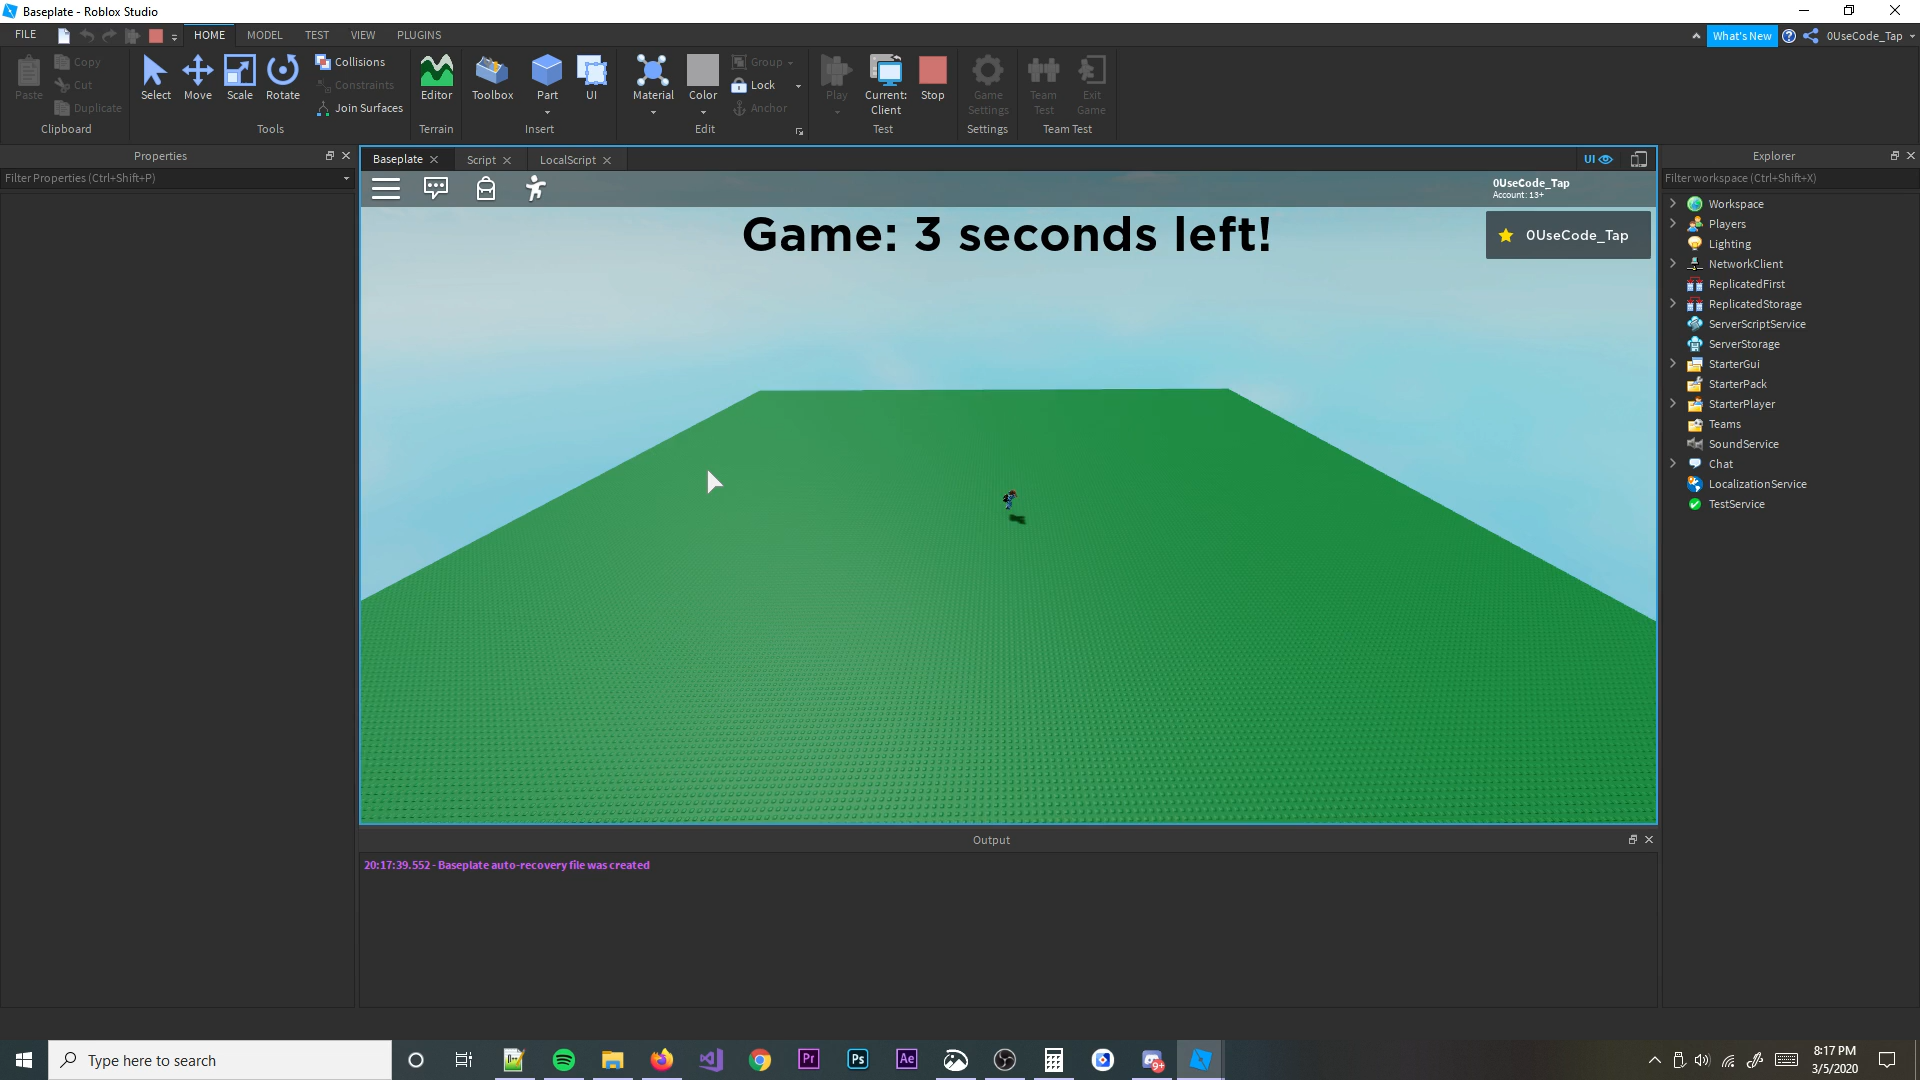 Baseplate - Roblox Studio
FILE
HOME
MODEL
TEST
VIEW
PLUGINS
What's New
0UseCode_Tap
Paste
Copy
Cut
Duplicate
Clipboard
Select
Move
Scale
Rotate
Collisions
Constraints
Join Surfaces
Tools
Editor
Terrain
Toolbox
Part
UI
Insert
Material
Color
Group
Lock
Anchor
Edit
Play
Current:
Client
Stop
Test
Game
Settings
Settings
Team
Test
Exit
Game
Team Test
Properties
Filter Properties (Ctrl+Shift+P)
Baseplate
Script
LocalScript
UI
0UseCode_Tap
Account: 13+
Game: 3 seconds left!
0UseCode_Tap
Explorer
Filter workspace (Ctrl+Shift+X)
Workspace
Players
Lighting
NetworkClient
ReplicatedFirst
ReplicatedStorage
ServerScriptService
ServerStorage
StarterGui
StarterPack
StarterPlayer
Teams
SoundService
Chat
LocalizationService
TestService
Output
20:17:39.552 - Baseplate auto-recovery file was created
Type here to search
Pr
Ps
Ae
9+
8:17 PM
3/5/2020